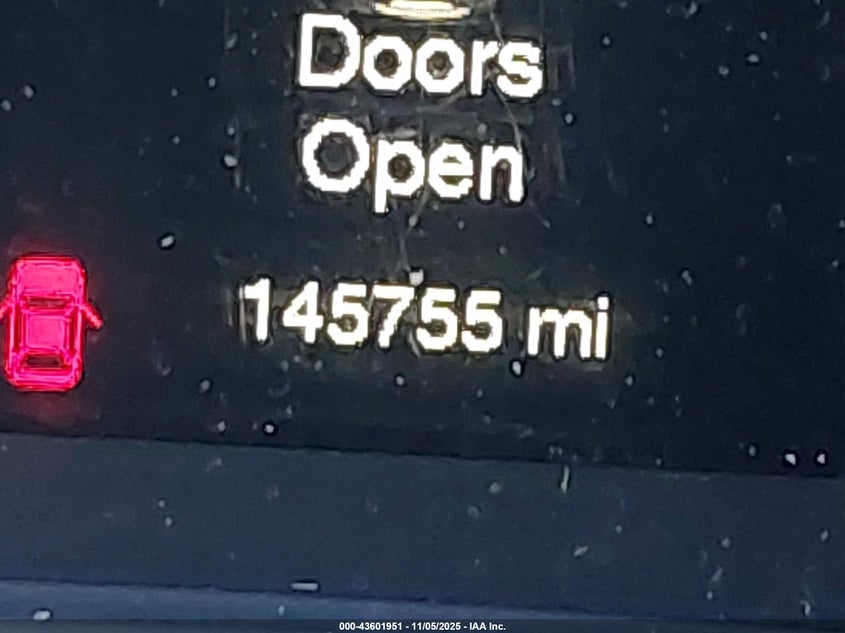 Doors
Open
145755 mi
000-43601951 - 11/05/2025 - IAA Inc.